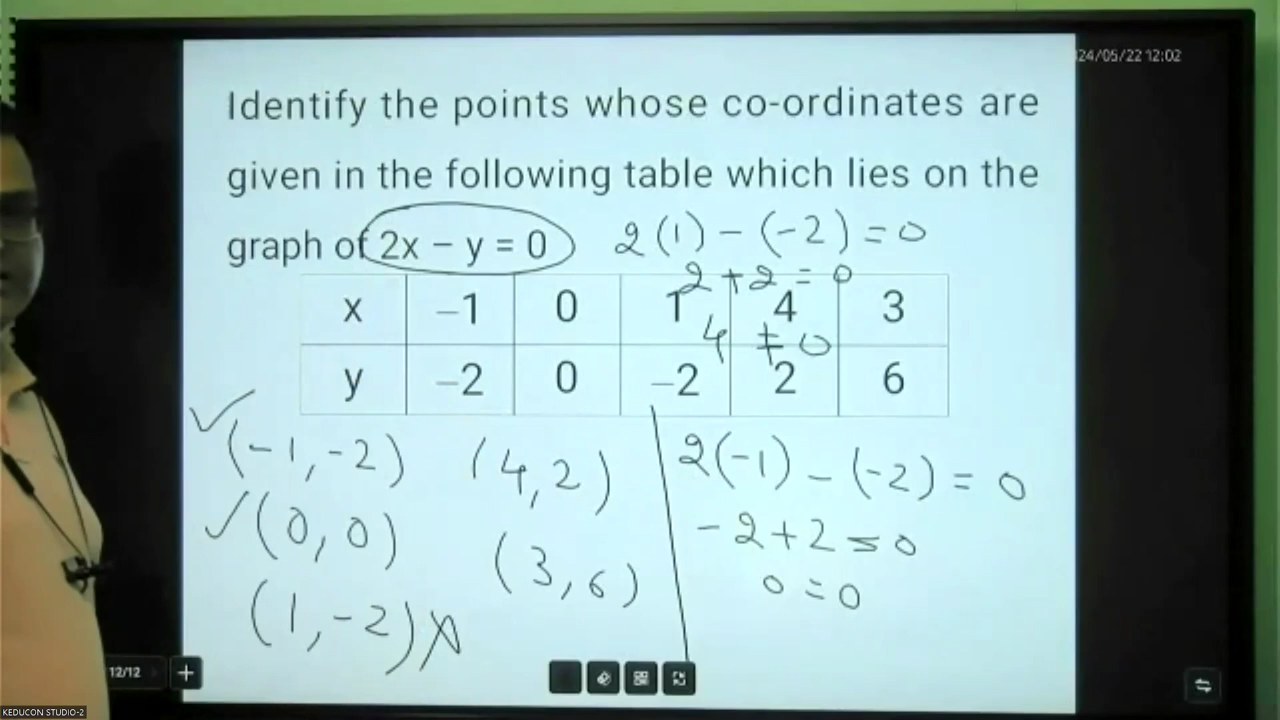 24/05/22 12:02
Identify the points whose co-ordinates are
given in the following table which lies on the
graph of 2x − y = 0 2(1) - (-2) = 0
2 + 2 = 0
x −1 0 1 4 3
4 ≠ 0
y −2 0 −2 2 6
✓(-1, -2) (4, 2) 2(-1) - (-2) = 0
✓(0, 0) (3, 6) -2 + 2 = 0
(1, -2) X 0 = 0
12/12 +
KEDUCON STUDIO-2